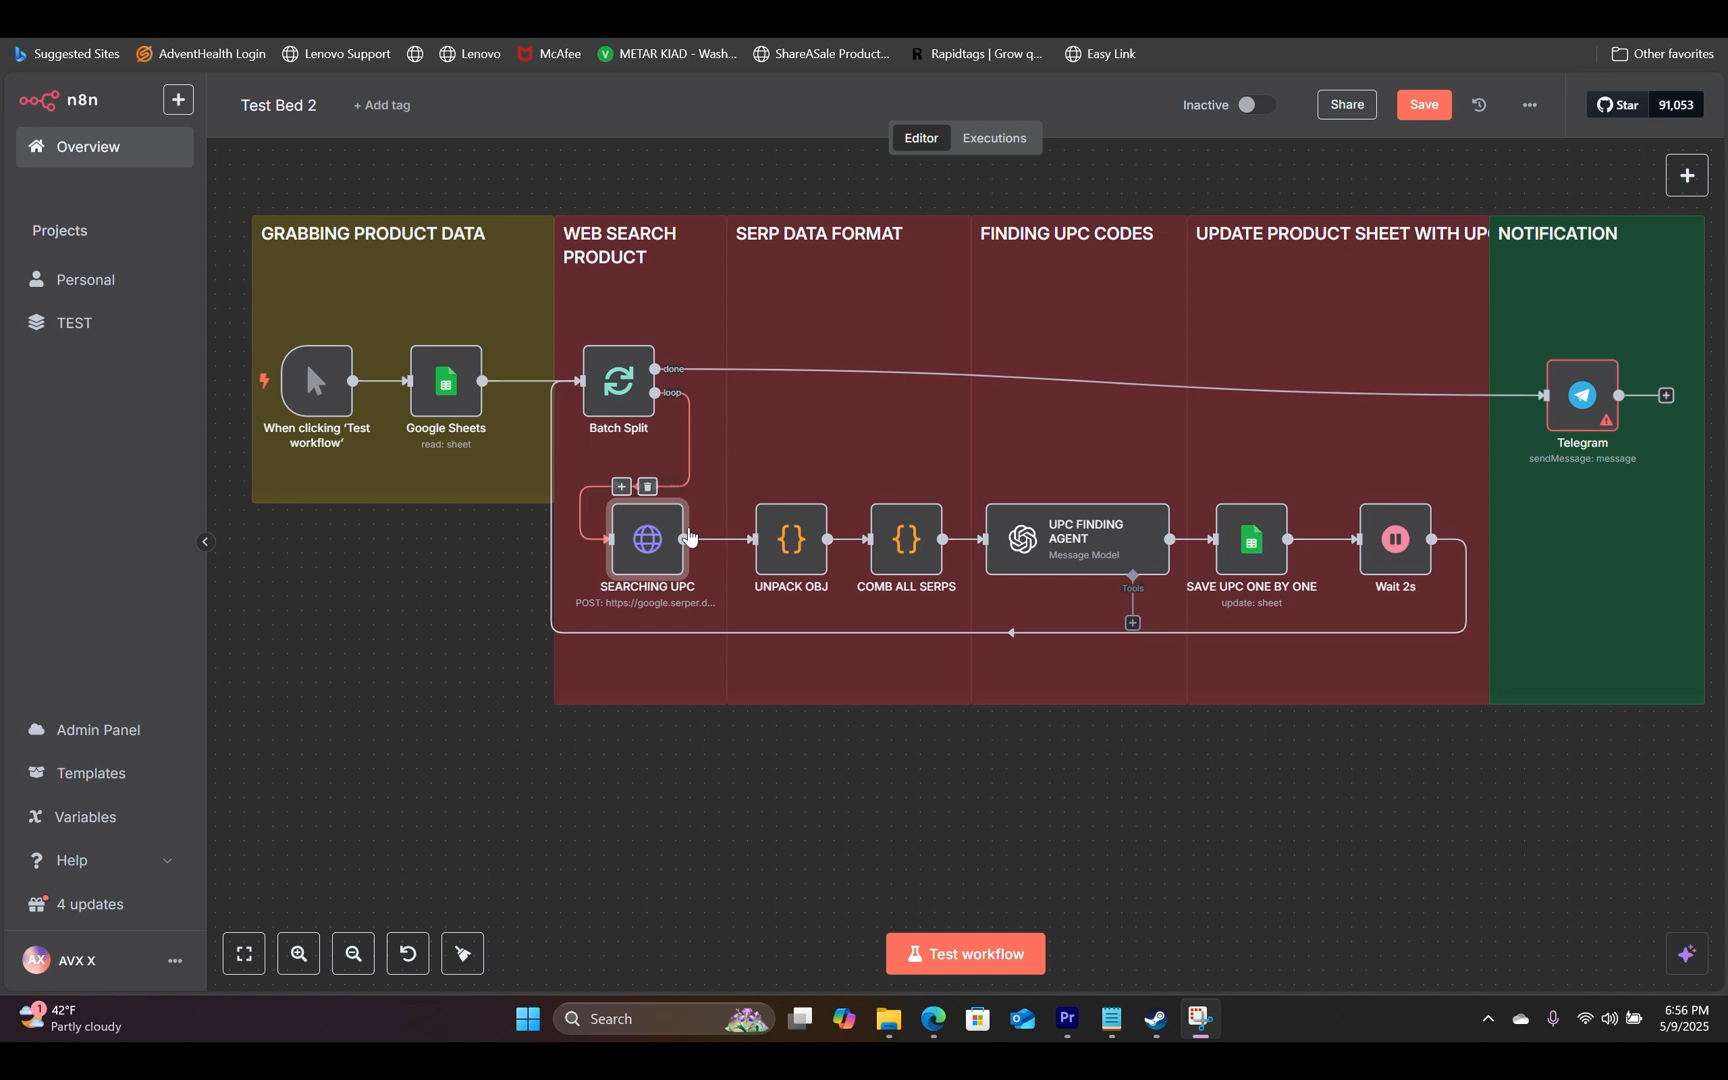 Suggested Sites
AdventHealth Login
Lenovo Support
Lenovo
McAfee
V
METAR KIAD - Wash...
ShareASale Product...
R
Rapidtags | Grow q...
Easy Link
Other favorites
n8n
Test Bed 2
+ Add tag
Inactive
Share
Save
Star
91,053
Editor
Executions
Overview
Projects
Personal
TEST
Admin Panel
Templates
Variables
Help
4 updates
AX
AVX X
GRABBING PRODUCT DATA
WEB SEARCH
PRODUCT
SERP DATA FORMAT
FINDING UPC CODES
UPDATE PRODUCT SHEET WITH UPC
NOTIFICATION
When clicking ‘Test
workflow’
Google Sheets
read: sheet
Batch Split
done
loop
Telegram
sendMessage: message
SEARCHING UPC
POST: https://google.serper.d...
UNPACK OBJ
COMB ALL SERPS
UPC FINDING
AGENT
Message Model
Tools
SAVE UPC ONE BY ONE
update: sheet
Wait 2s
Test workflow
1
42°F
Partly cloudy
Search
Pr
6:56 PM
5/9/2025